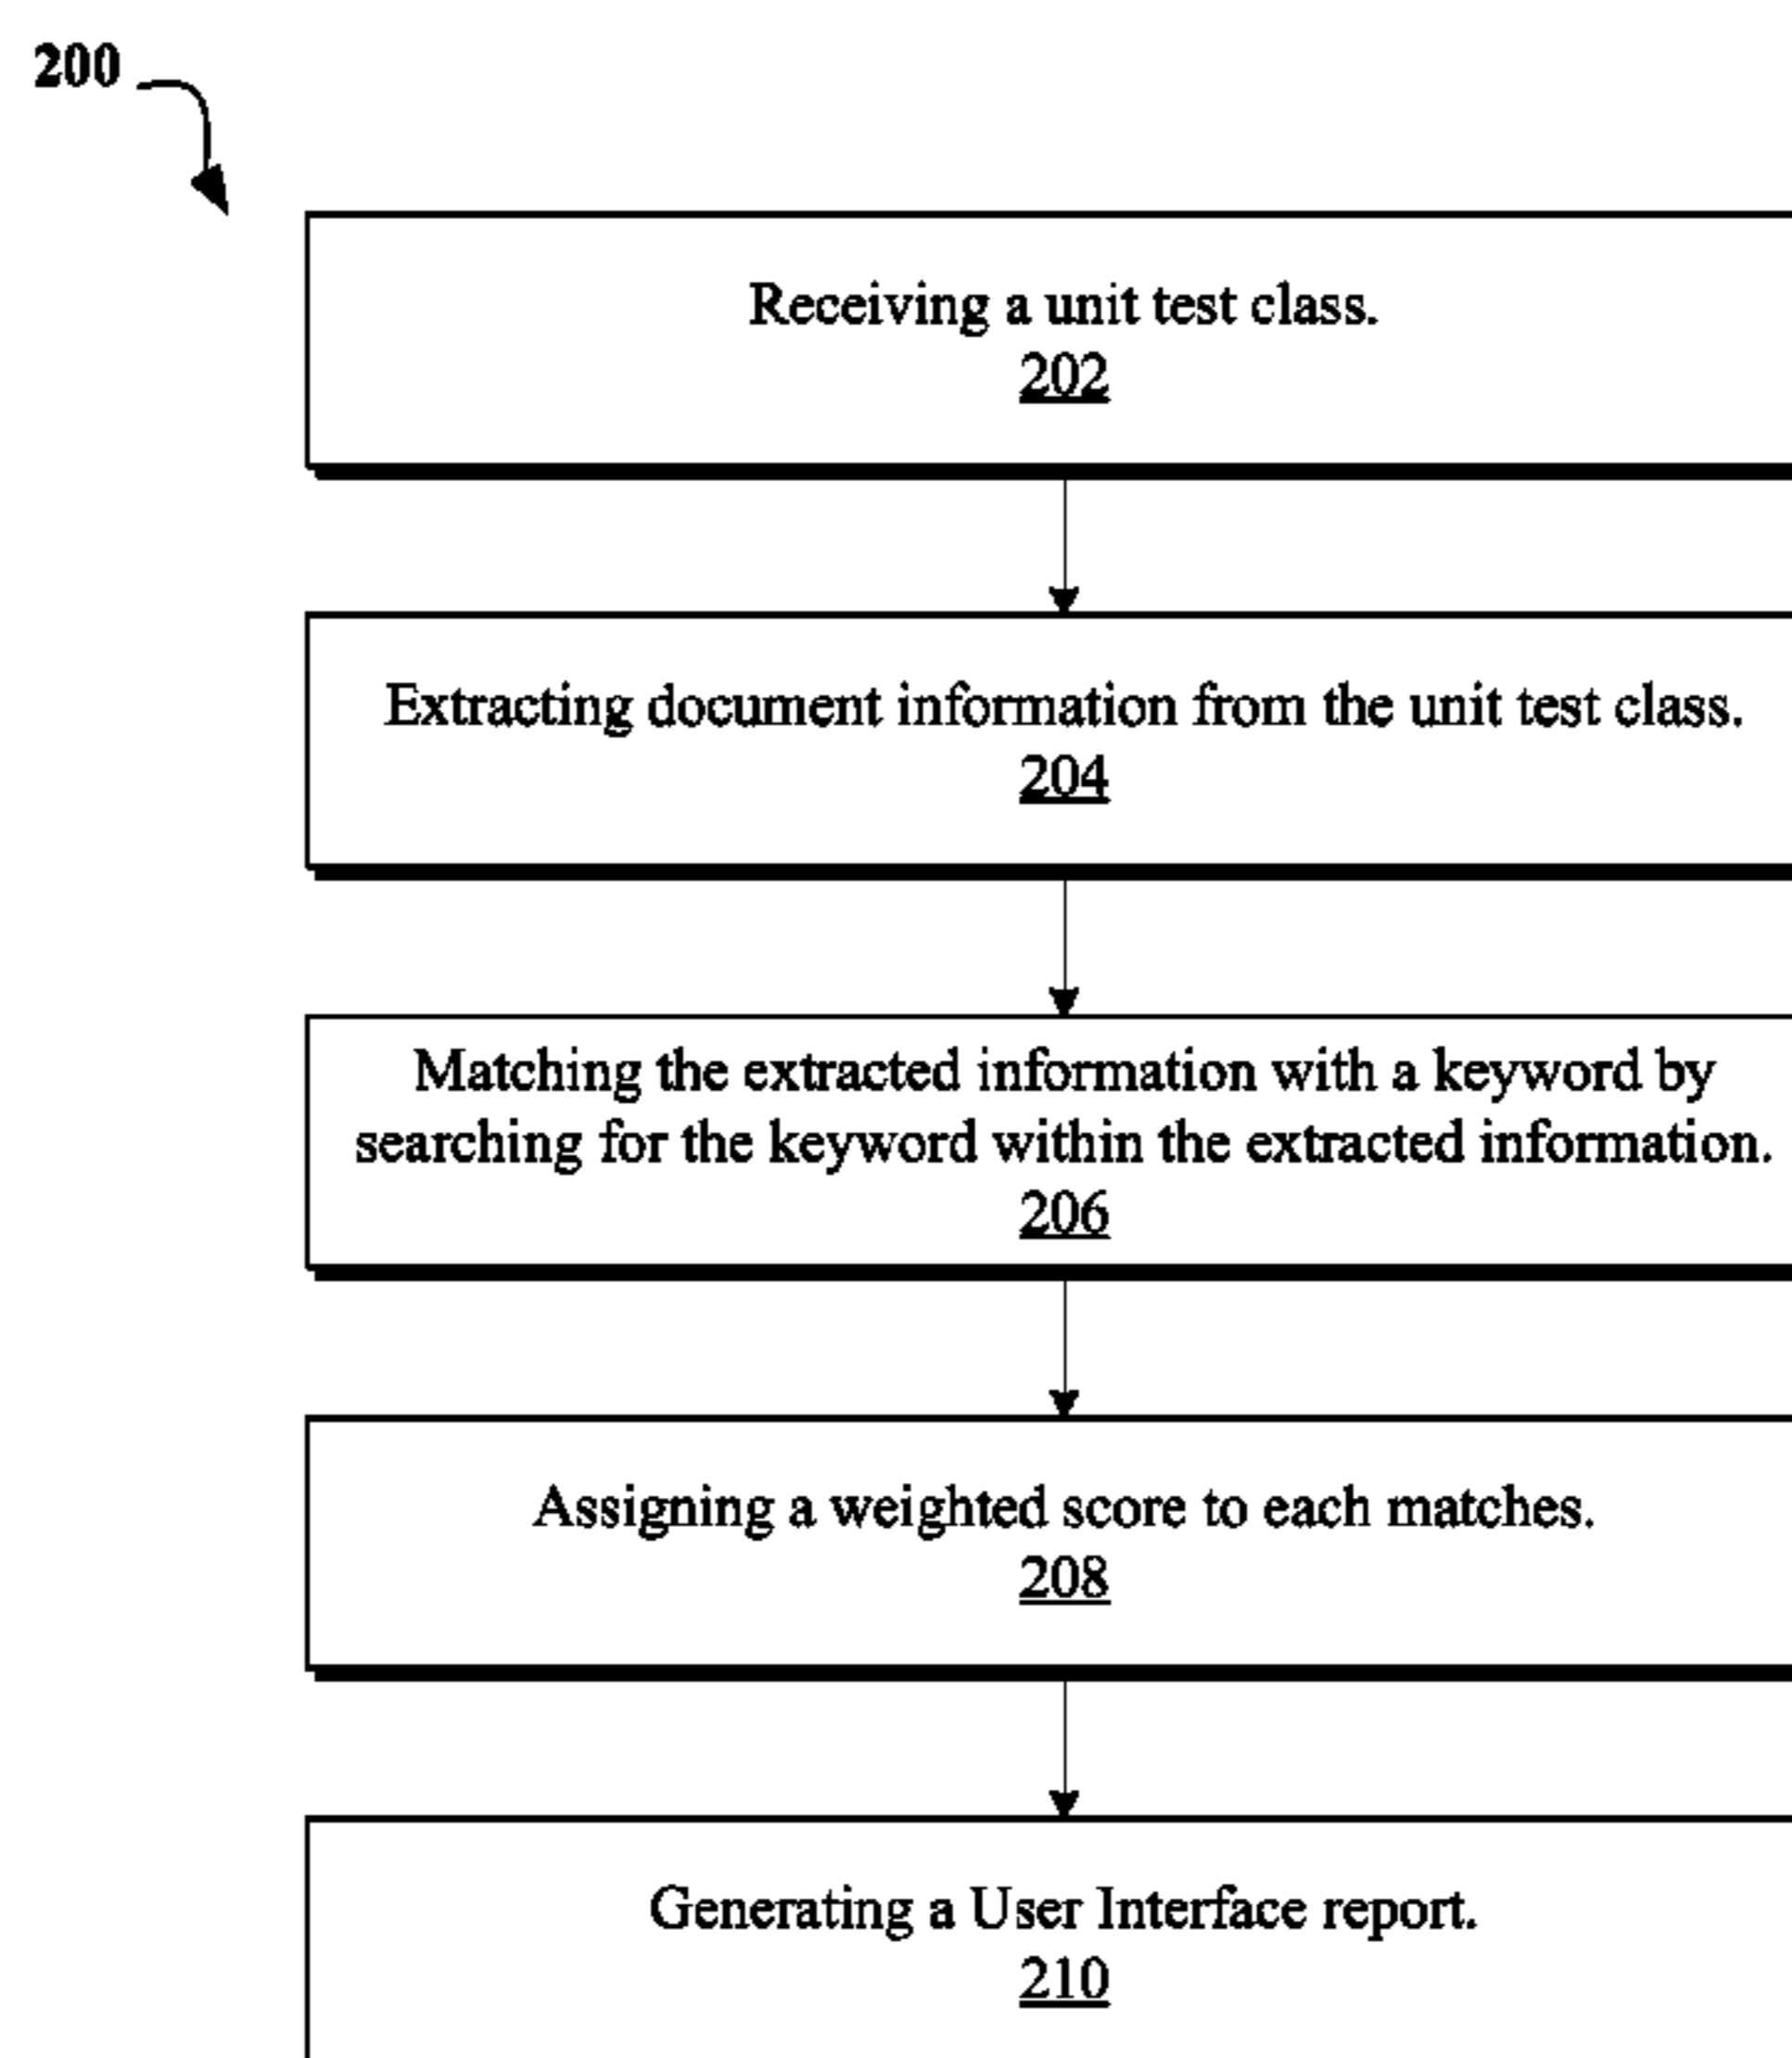 200
Receiving a unit test class.
202
Extracting document information from the unit test class.
204
Matching the extracted information with a keyword by
searching for the keyword within the extracted information.
206
Assigning a weighted score to each matches.
208
Generating a User Interface report.
210